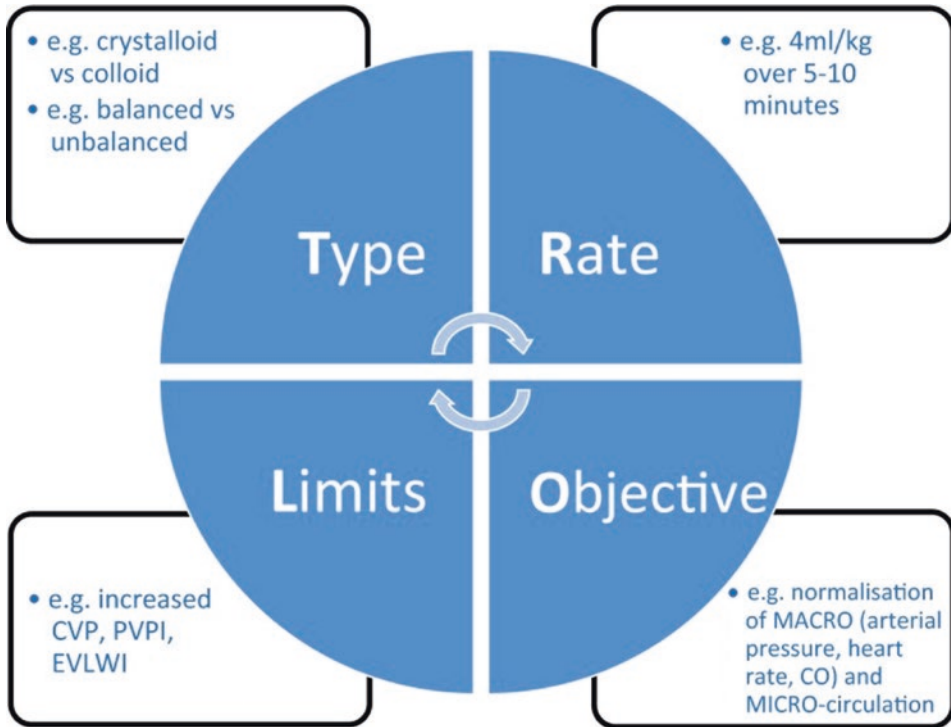 • e.g. crystalloid
vs colloid
• e.g. balanced vs
unbalanced
• e.g. 4ml/kg
over 5-10
minutes
Type
Rate
Limits
Objective
• e.g. increased
CVP, PVPI,
EVLWI
• e.g. normalisation
of MACRO (arterial
pressure, heart
rate, CO) and
MICRO-circulation